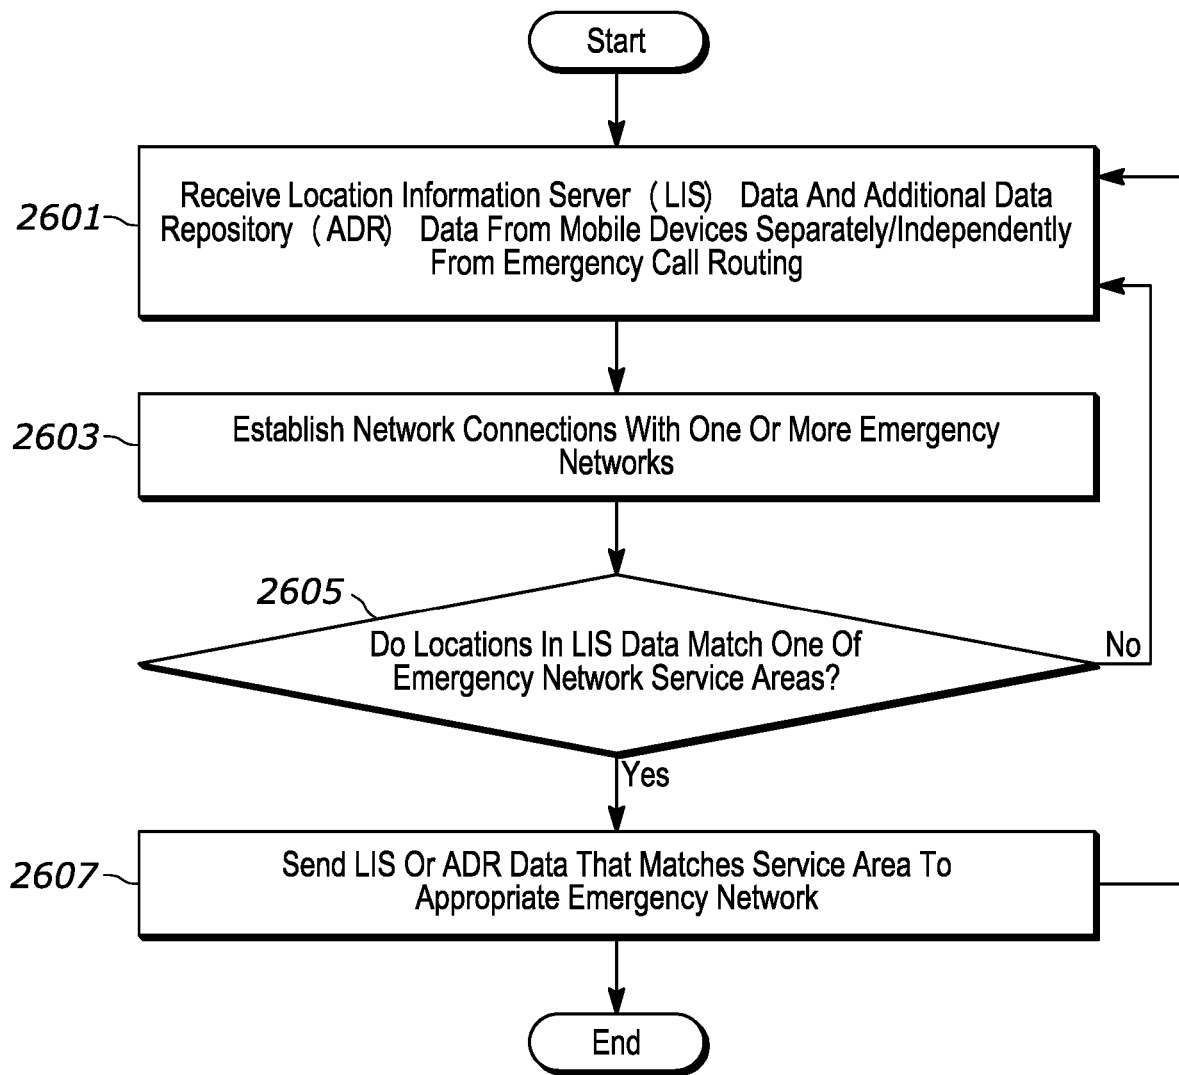 Start
2601
Receive Location Information Server (LIS) Data And Additional Data
Repository (ADR) Data From Mobile Devices Separately/Independently
From Emergency Call Routing
2603
Establish Network Connections With One Or More Emergency
Networks
2605
Do Locations In LIS Data Match One Of
Emergency Network Service Areas?
No
Yes
2607
Send LIS Or ADR Data That Matches Service Area To
Appropriate Emergency Network
End